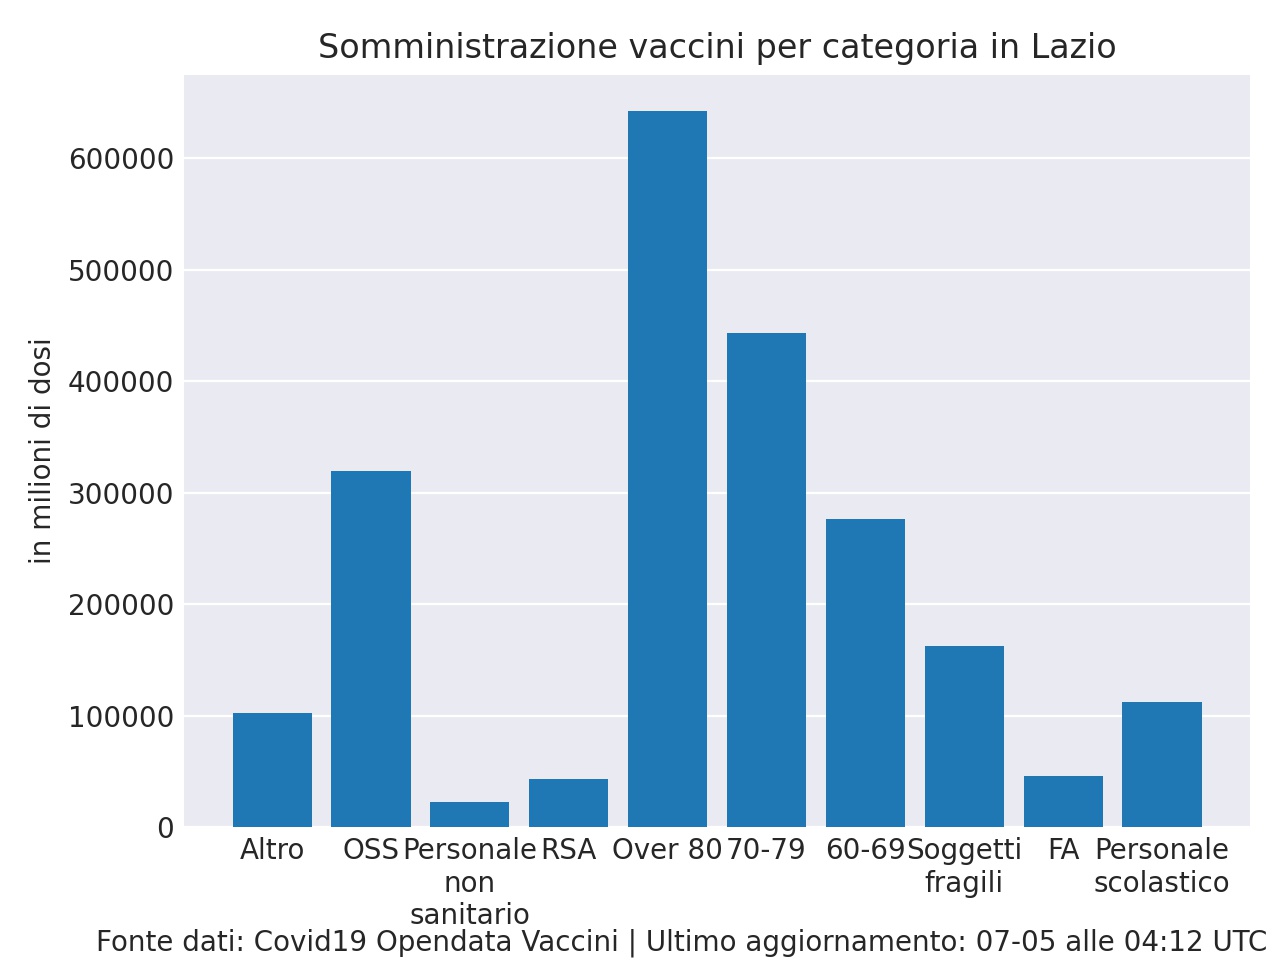 Somministrazione vaccini per categoria in Lazio
in milioni di dosi
600000
500000
400000
300000
200000
100000
0
Altro
OSS
Personale
non
sanitario
RSA
Over 80
70-79
60-69
Soggetti
fragili
FA
Personale
scolastico
Fonte dati: Covid19 Opendata Vaccini | Ultimo aggiornamento: 07-05 alle 04:12 UTC